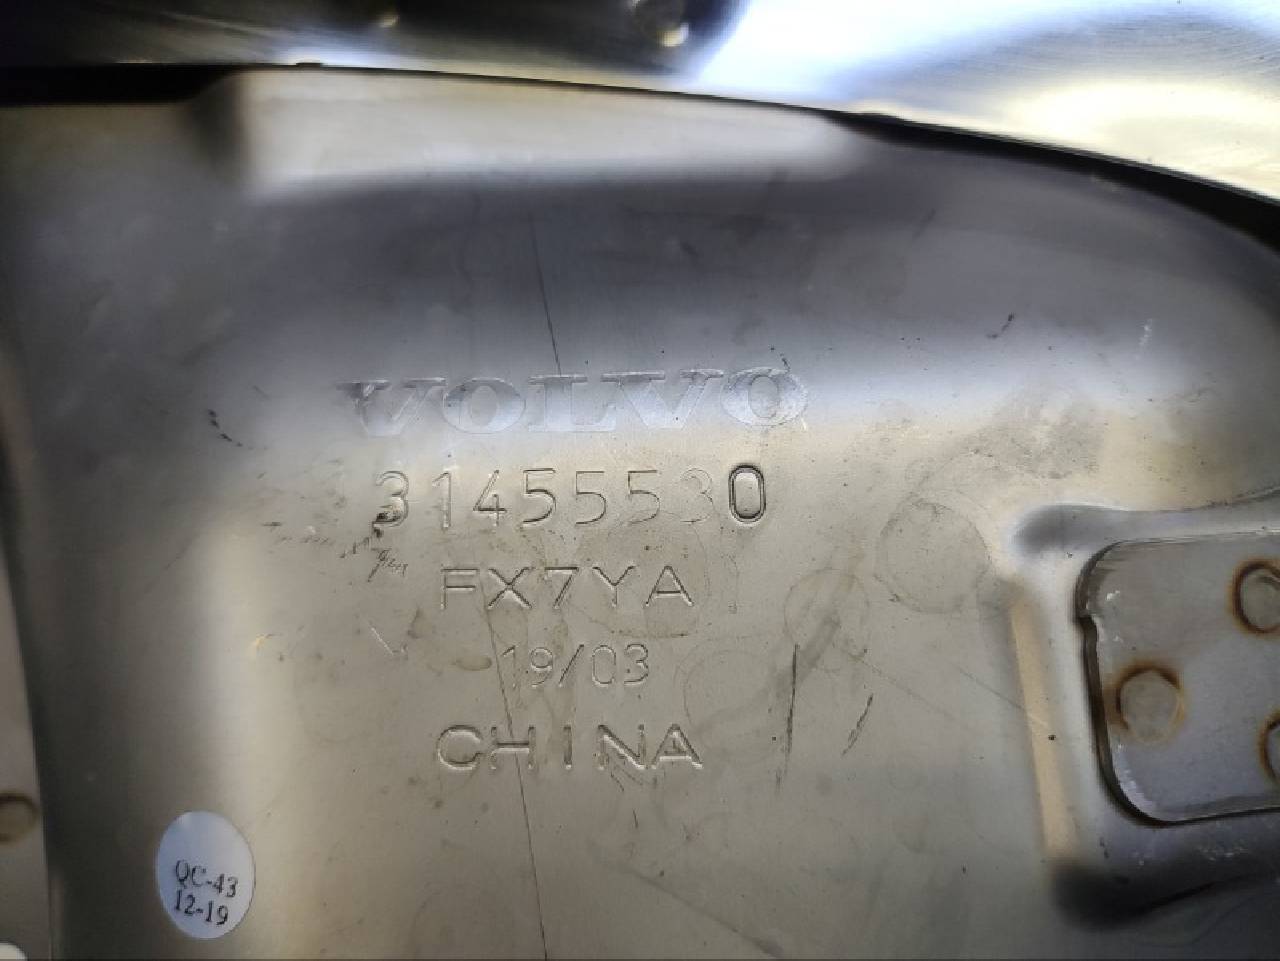 VOLVO
31455530
FX7YA
19/03
CHINA
QC-43
12-19